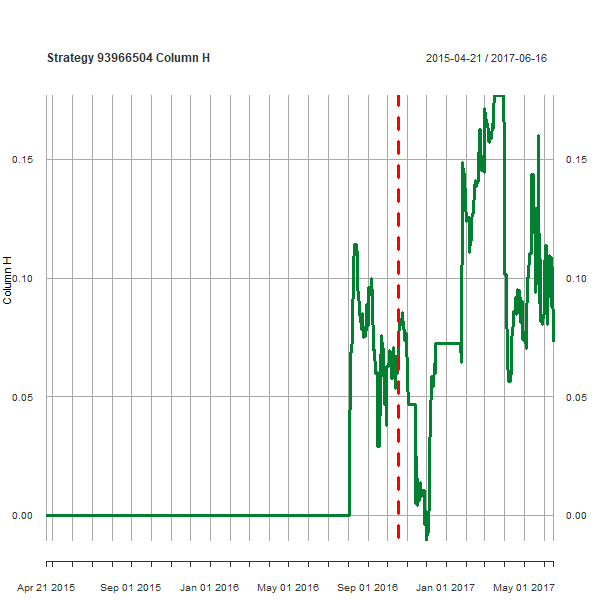 Strategy 93966504 Column H
2015-04-21 / 2017-06-16
Column H
0.15
0.15
0.10
0.10
0.05
0.05
0.00
0.00
Apr 21 2015
Sep 01 2015
Jan 01 2016
May 01 2016
Sep 01 2016
Jan 01 2017
May 01 2017